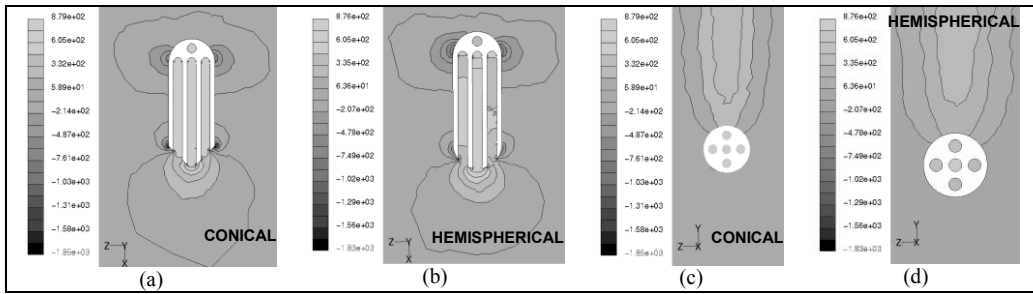 8.79e+02
6.05e+02
3.32e+02
5.89e+01
-2.14e+02
-4.87e+02
-7.61e+02
-1.03e+03
-1.31e+03
-1.58e+03
-1.85e+03
Z Y
X
CONICAL
(a)
8.76e+02
6.05e+02
3.34e+02
6.36e+01
-2.07e+02
-4.78e+02
-7.49e+02
-1.02e+03
-1.29e+03
-1.56e+03
-1.83e+03
Z Y
X
HEMISPHERICAL
(b)
8.79e+02
6.05e+02
3.32e+02
5.89e+01
-2.14e+02
-4.87e+02
-7.61e+02
-1.03e+03
-1.31e+03
-1.58e+03
-1.85e+03
Y
Z X
CONICAL
(c)
8.76e+02
6.05e+02
3.34e+02
6.36e+01
-2.07e+02
-4.78e+02
-7.49e+02
-1.02e+03
-1.29e+03
-1.56e+03
-1.83e+03
HEMISPHERICAL
Y
Z X
(d)